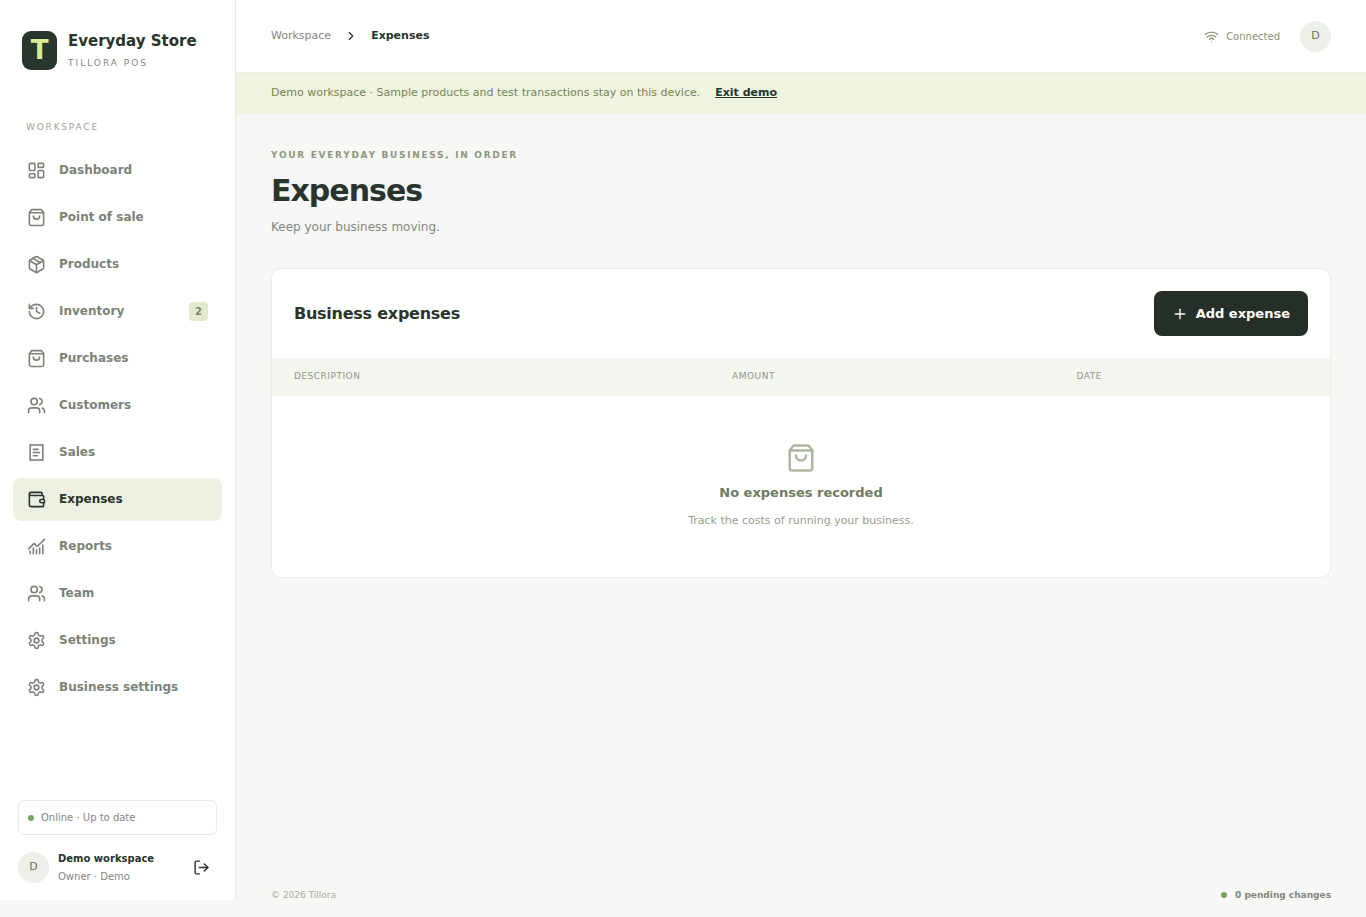 T
Everyday Store
TILLORA POS
WORKSPACE
Dashboard
Point of sale
Products
Inventory 2
Purchases
Customers
Sales
Expenses
Reports
Team
Settings
Business settings
Online · Up to date
D
Demo workspace
Owner · Demo
Workspace Expenses
Connected D
Demo workspace · Sample products and test transactions stay on this device. Exit demo
YOUR EVERYDAY BUSINESS, IN ORDER
Expenses
Keep your business moving.
Business expenses
Add expense
DESCRIPTION AMOUNT DATE
No expenses recorded
Track the costs of running your business.
© 2026 Tillora
0 pending changes